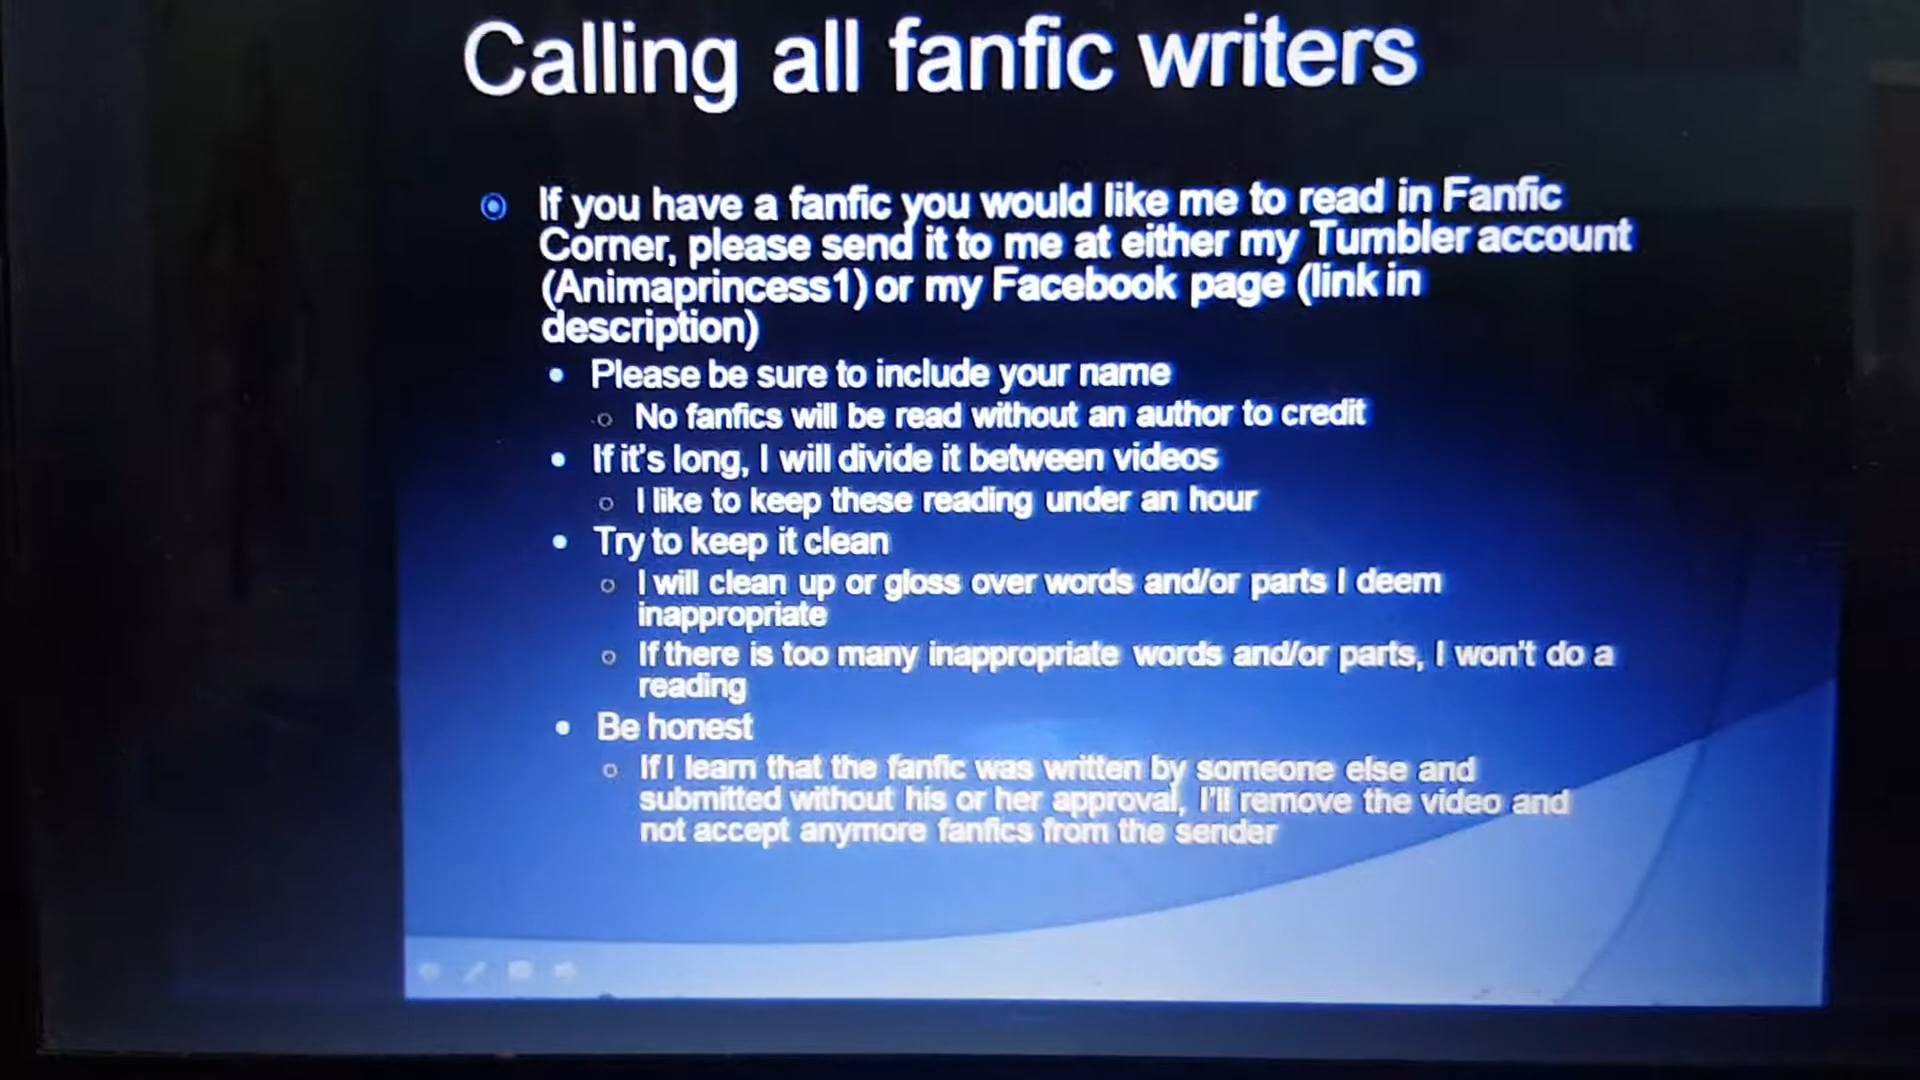 Calling all fanfic writers
If you have a fanfic you would like me to read in Fanfic
Corner, please send it to me at either my Tumbler account
(Animaprincess1) or my Facebook page (link in
description)
Please be sure to include your name
No fanfics will be read without an author to credit
If it's long, I will divide it between videos
I like to keep these reading under an hour
Try to keep it clean
I will clean up or gloss over words and/or parts I deem
inappropriate
If there is too many inappropriate words and/or parts, I won't do a
reading
Be honest
If I learn that the fanfic was written by someone else and
submitted without his or her approval, I'll remove the video and
not accept anymore fanfics from the sender